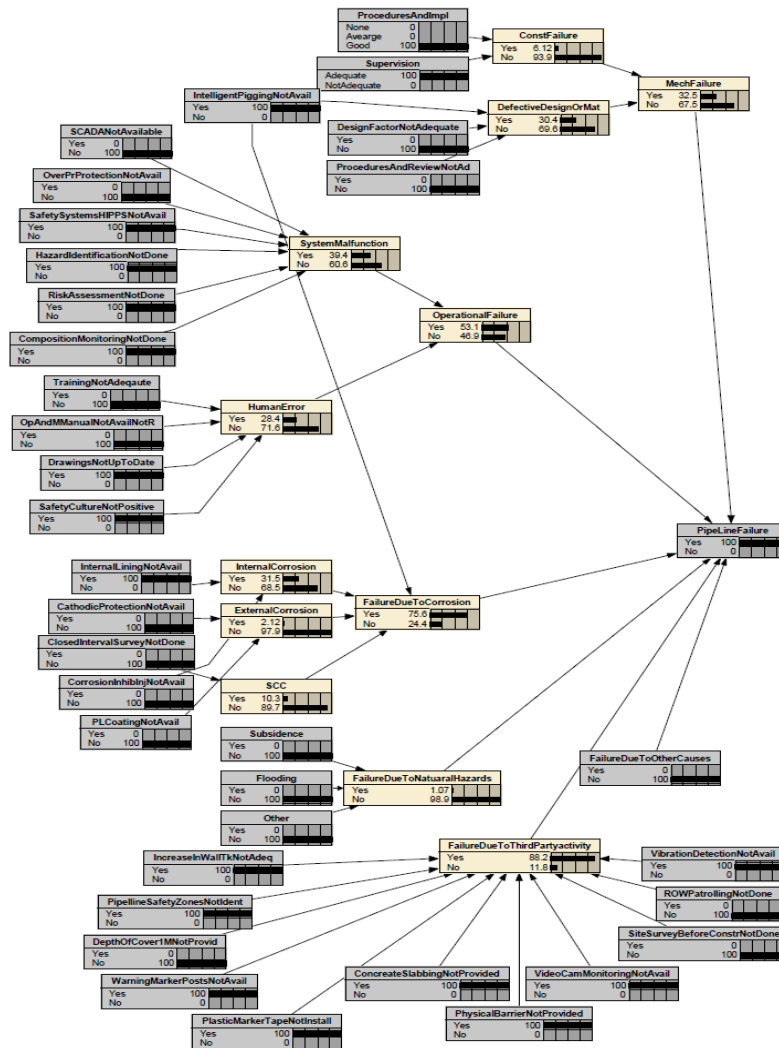 ProceduresAndImpl
None 0
Avearge 0
Good 100
ConstFailure
Yes 6.12
No 93.9
Supervision
Adequate 100
NotAdequate 0
MechFailure
Yes 32.5
No 67.5
IntelligentPiggingNotAvail
Yes 100
No 0
DefectiveDesignOrMat
Yes 30.4
No 69.6
DesignFactorNotAdequate
Yes 0
No 100
SCADANotAvailable
Yes 0
No 100
ProceduresAndReviewNotAd
Yes 0
No 100
OverPrProtectionNotAvail
Yes 0
No 100
SafetySystemsHIPPSNotAvail
Yes 100
No 0
SystemMalfunction
Yes 39.4
No 60.6
HazardIdentificationNotDone
Yes 100
No 0
RiskAssessmentNotDone
Yes 100
No 0
OperationalFailure
Yes 53.1
No 46.9
CompositionMonitoringNotDone
Yes 100
No 0
TrainingNotAdeqaute
Yes 0
No 100
HumanError
Yes 28.4
No 71.6
OpAndMManualNotAvailNotR
Yes 0
No 100
DrawingsNotUpToDate
Yes 100
No 0
SafetyCultureNotPositive
Yes 100
No 0
PipeLineFailure
Yes 100
No 0
InternalLiningNotAvail
Yes 100
No 0
InternalCorrosion
Yes 31.5
No 68.5
CathodicProtectionNotAvail
Yes 0
No 100
ExternalCorrosion
Yes 2.12
No 97.9
FailureDueToCorrosion
Yes 75.6
No 24.4
ClosedIntervalSurveyNotDone
Yes 0
No 100
CorrosionInhibInjNotAvail
Yes 0
No 100
SCC
Yes 10.3
No 89.7
PLCoatingNotAvail
Yes 0
No 100
Subsidence
Yes 0
No 100
FailureDueToOtherCauses
Yes 0
No 100
Flooding
Yes 0
No 100
FailureDueToNatuaralHazards
Yes 1.07
No 98.9
Other
Yes 0
No 100
FailureDueToThirdPartyactivity
Yes 88.2
No 11.8
IncreaseInWallTkNotAdeq
Yes 100
No 0
VibrationDetectionNotAvail
Yes 100
No 0
PipellineSafetyZonesNotIdent
Yes 100
No 0
ROWPatrollingNotDone
Yes 0
No 100
DepthOfCover1MNotProvid
Yes 0
No 100
SiteSurveyBeforeConstrNotDone
Yes 0
No 100
WarningMarkerPostsNotAvail
Yes 100
No 0
ConcreateSlabbingNotProvided
Yes 100
No 0
VideoCamMonitoringNotAvail
Yes 100
No 0
PlasticMarkerTapeNotInstall
Yes 100
No 0
PhysicalBarrierNotProvided
Yes 100
No 0